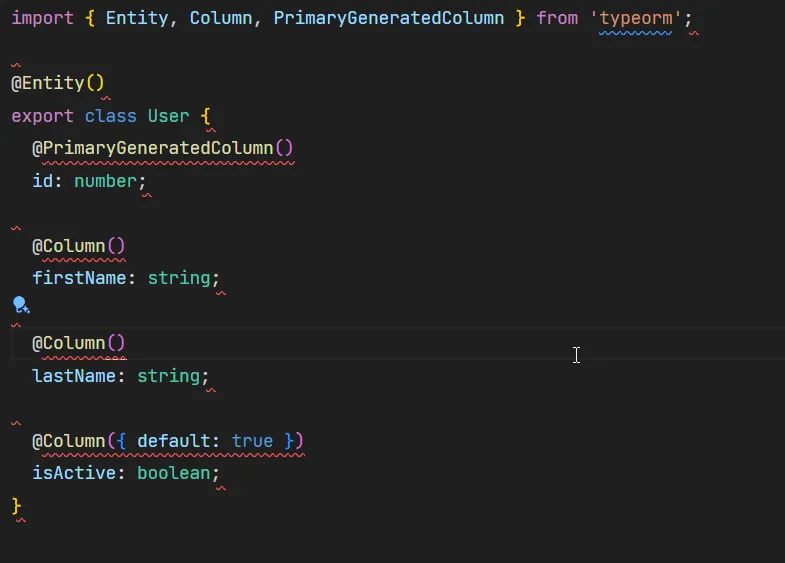 import { Entity, Column, PrimaryGeneratedColumn } from 'typeorm';
@Entity()
export class User {
@PrimaryGeneratedColumn()
id: number;
@Column()
firstName: string;
@Column()
lastName: string;
@Column({ default: true })
isActive: boolean;
}